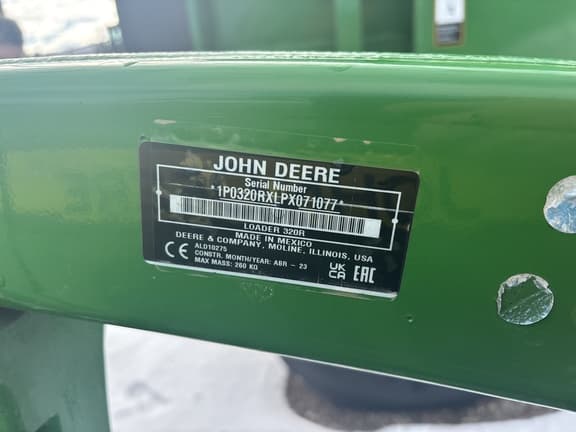 JOHN DEERE
Serial Number
*1P0320RXLPX071077*
LOADER 320R
MADE IN MEXICO
DEERE & COMPANY, MOLINE, ILLINOIS, USA
ALD10275
CONSTR. MONTH/YEAR: ABR - 23
MAX MASS: 260 KG
CE
UK
CA
EAC